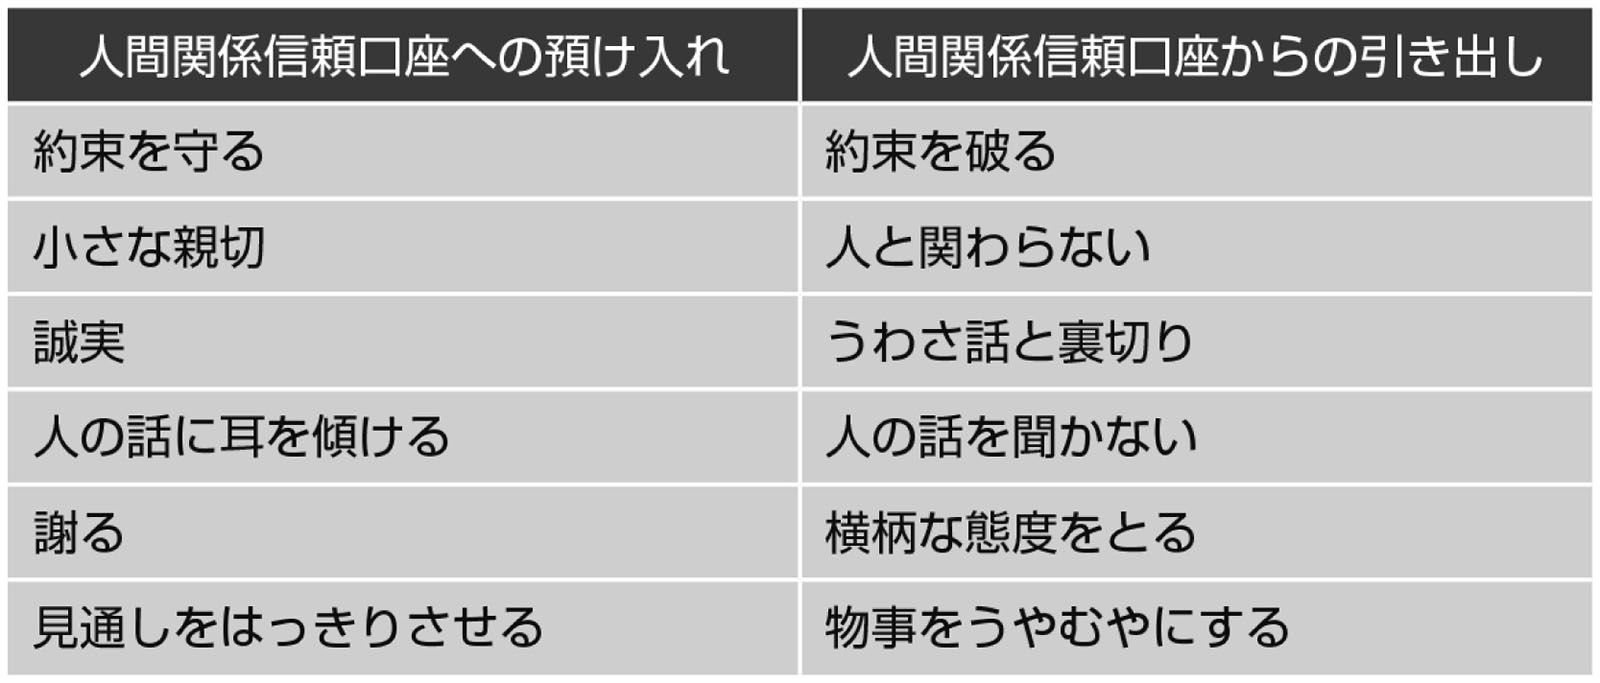 人間関係信頼口座への預け入れ
人間関係信頼口座からの引き出し
約束を守る
約束を破る
小さな親切
人と関わらない
誠実
うわさ話と裏切り
人の話に耳を傾ける
人の話を聞かない
謝る
横柄な態度をとる
見通しをはっきりさせる
物事をうやむやにする